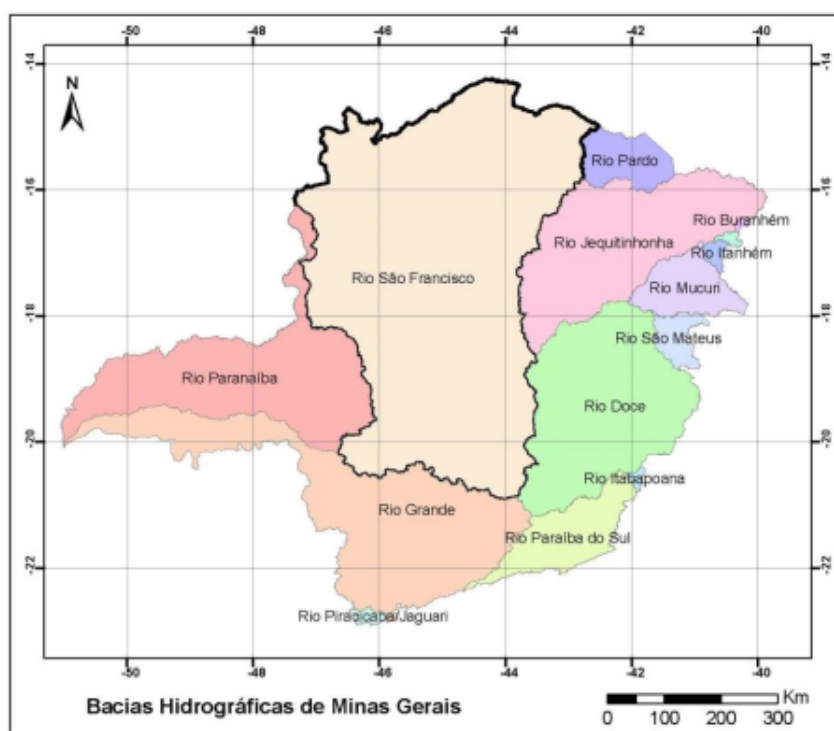 -50 -48 -46 -44 -42 -40
-14 -14
N
Rio Pardo
-16 -16
Rio Buranhém
Rio Jequitinhonha
Rio Itanhém
Rio São Francisco
Rio Mucuri
-18 -18
Rio São Mateus
Rio Paranaíba
Rio Doce
-20 -20
Rio Itabapoana
Rio Grande
Rio Paraíba do Sul
-22 -22
Rio Piracicaba/Jaguari
-50 -48 -46 -44 -42 -40
Bacias Hidrográficas de Minas Gerais
Km
0 100 200 300